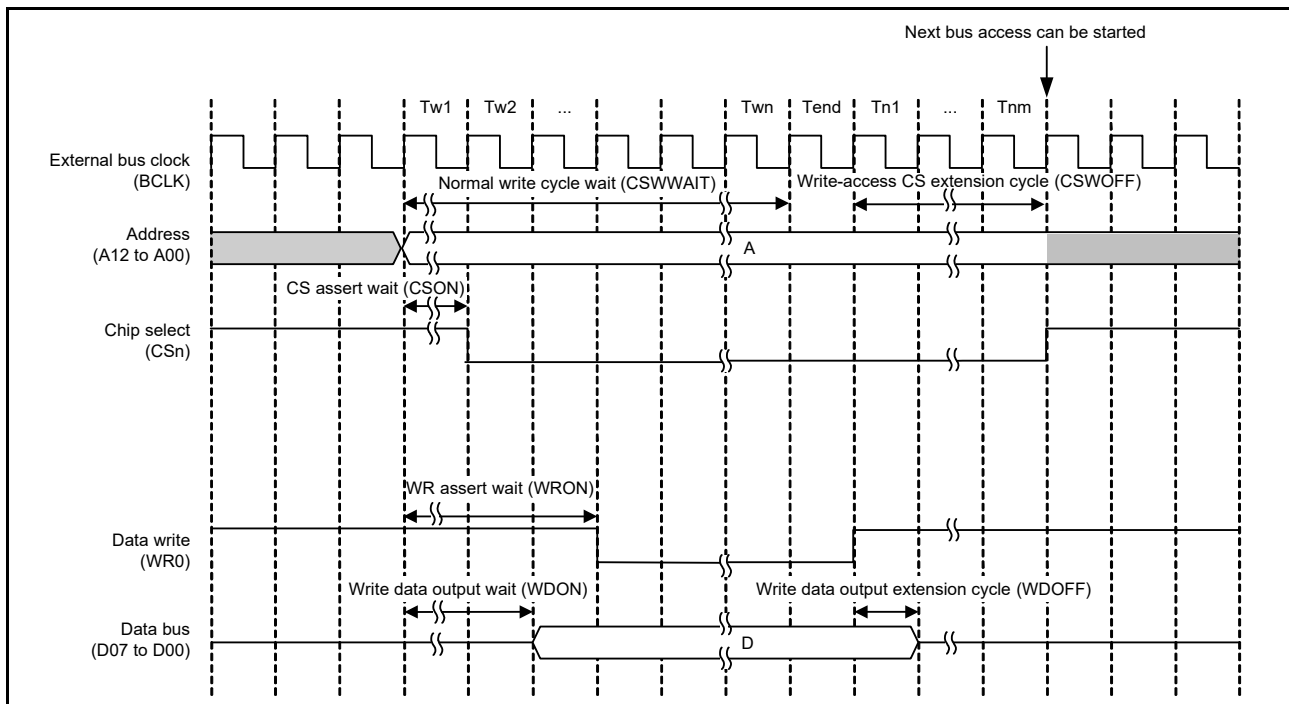 Next bus access can be started
Tw1 Tw2 ... Twn Tend Tn1 ... Tnm
External bus clock
(BCLK)
Normal write cycle wait (CSWWAIT) Write-access CS extension cycle (CSWOFF)
Address
(A12 to A00)
A
CS assert wait (CSON)
Chip select
(CSn)
WR assert wait (WRON)
Data write
(WR0)
Write data output wait (WDON) Write data output extension cycle (WDOFF)
Data bus
(D07 to D00)
D